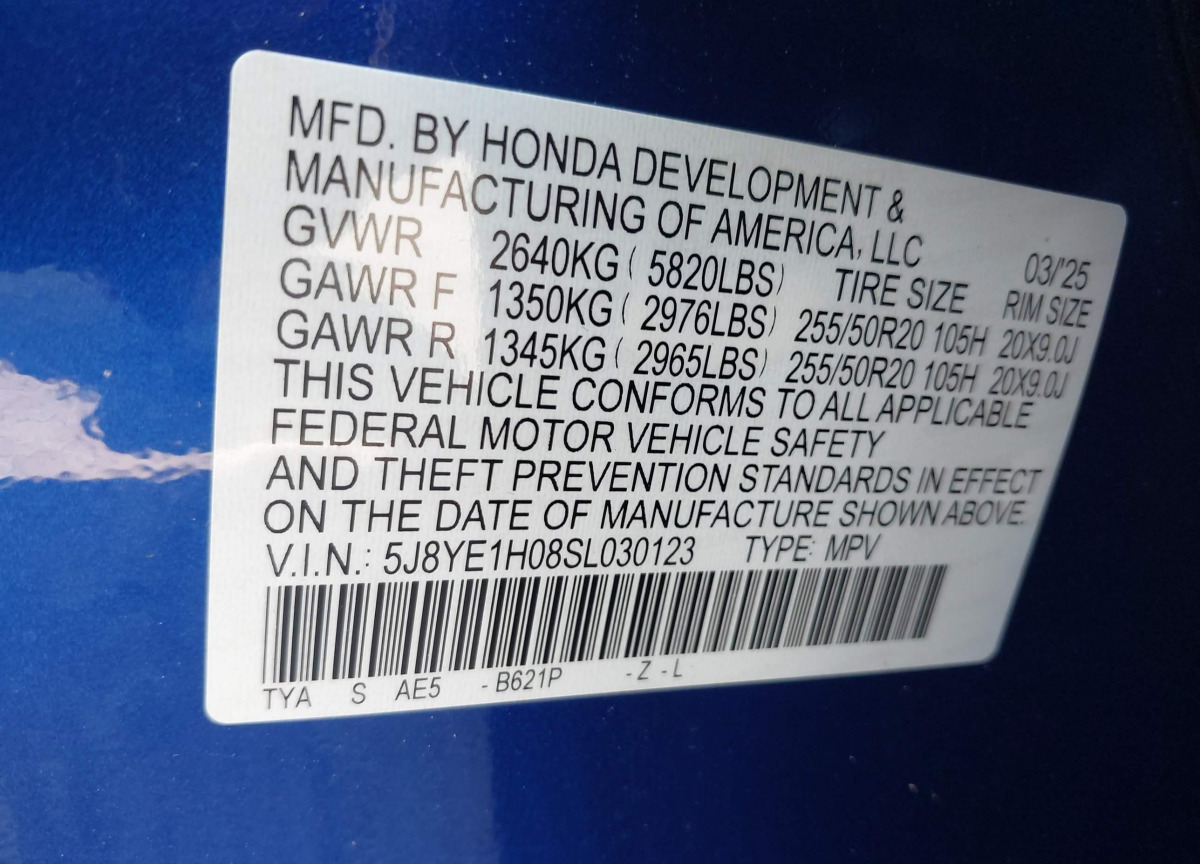 MFD. BY HONDA DEVELOPMENT &
MANUFACTURING OF AMERICA, LLC 03/'25
GVWR 2640KG ( 5820LBS) TIRE SIZE RIM SIZE
GAWR F 1350KG ( 2976LBS) 255/50R20 105H 20X9.0J
GAWR R 1345KG ( 2965LBS) 255/50R20 105H 20X9.0J
THIS VEHICLE CONFORMS TO ALL APPLICABLE
FEDERAL MOTOR VEHICLE SAFETY
AND THEFT PREVENTION STANDARDS IN EFFECT
ON THE DATE OF MANUFACTURE SHOWN ABOVE.
V.I.N.: 5J8YE1H08SL030123 TYPE: MPV
TYA S AE5 - B621P - Z - L